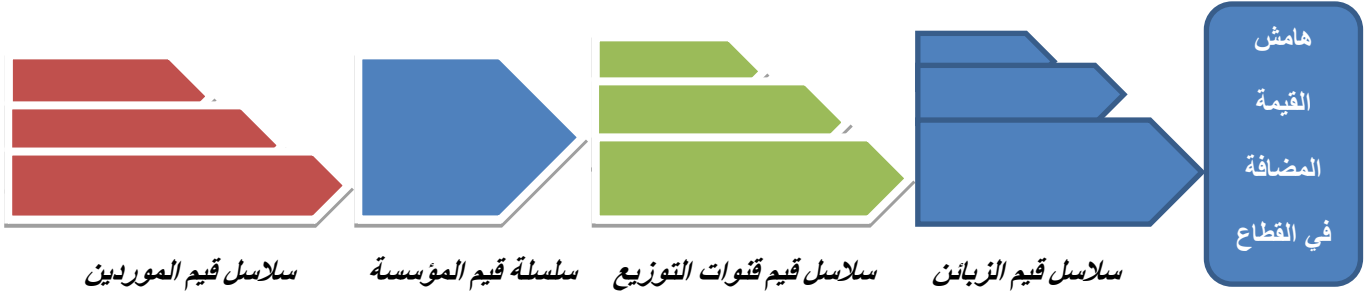 هامش
القيمة
المضافة
في القطاع
سلاسل قيم الموردين
سلسلة قيم المؤسسة
سلاسل قيم قنوات التوزيع
سلاسل قيم الزبائن